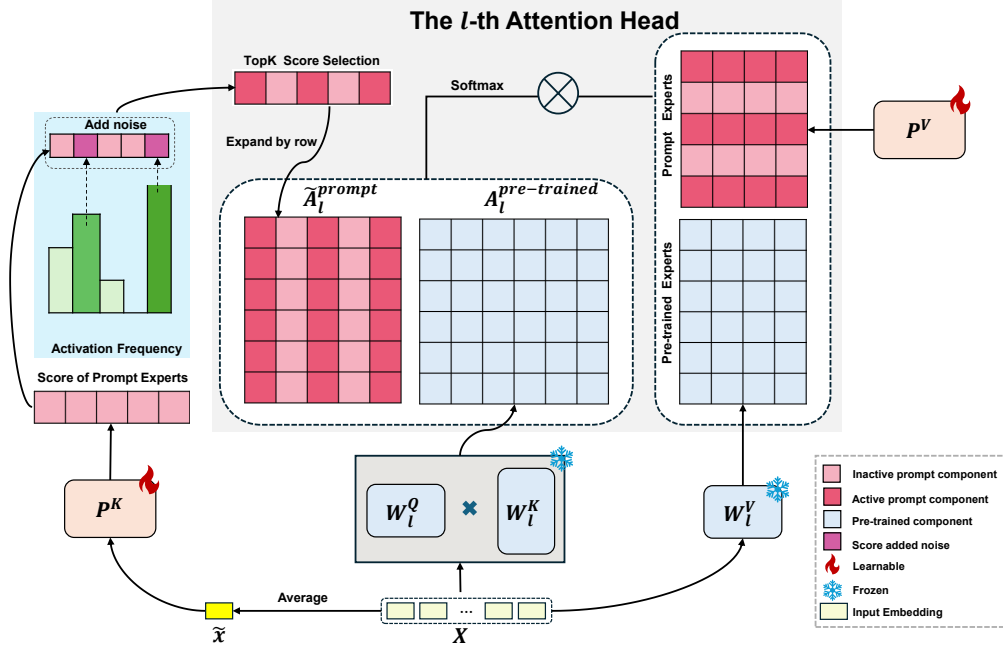 The l-th Attention Head
TopK Score Selection
Softmax
Add noise
Expand by row
Prompt Experts
P^V
Ã_l^{prompt}
A_l^{pre-trained}
Pre-trained Experts
Activation Frequency
Score of Prompt Experts
P^K
W_l^Q
×
W_l^K
W_l^V
Average
x̃
...
X
Inactive prompt component
Active prompt component
Pre-trained component
Score added noise
Learnable
Frozen
Input Embedding